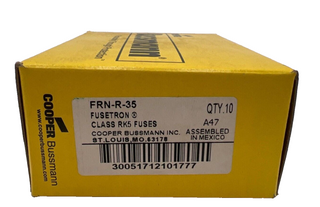 BUSSMANN
COOPER Bussmann
www.cooperbussmann.com
FRN-R-35
QTY.10
FUSETRON ®
CLASS RK5 FUSES
A47
COOPER BUSSMANN INC.
ASSEMBLED
ST.LOUIS,MO.63178
IN MEXICO
30051712101777